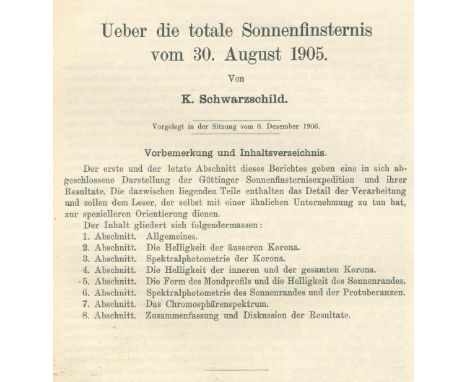 Ueber die totale Sonnenfinsternis
vom 30. August 1905.
Von
K. Schwarzschild.
Vorgelegt in der Sitzung vom 8. Dezember 1906.
Vorbemerkung und Inhaltsverzeichnis.
Der erste und der letzte Abschnitt dieses Berichtes geben eine in sich ab-
geschlossene Darstellung der Göttinger Sonnenfinsternisexpedition und ihrer
Resultate. Die dazwischen liegenden Teile enthalten das Detail der Verarbeitung
und sollen dem Leser, der selbst mit einer ähnlichen Unternehmung zu tun hat,
zur spezielleren Orientierung dienen.
Der Inhalt gliedert sich folgendermassen:
1. Abschnitt. Allgemeines.
2. Abschnitt. Die Helligkeit der äusseren Korona.
3. Abschnitt. Spektralphotometrie der Korona.
4. Abschnitt. Die Helligkeit der inneren und der gesamten Korona.
5. Abschnitt. Die Form des Mondprofils und die Helligkeit des Sonnenrandes.
6. Abschnitt. Spektralphotometrie des Sonnenrandes und der Protuberanzen.
7. Abschnitt. Das Chromosphärenspektrum.
8. Abschnitt. Zusammenfassung und Diskussion der Resultate.